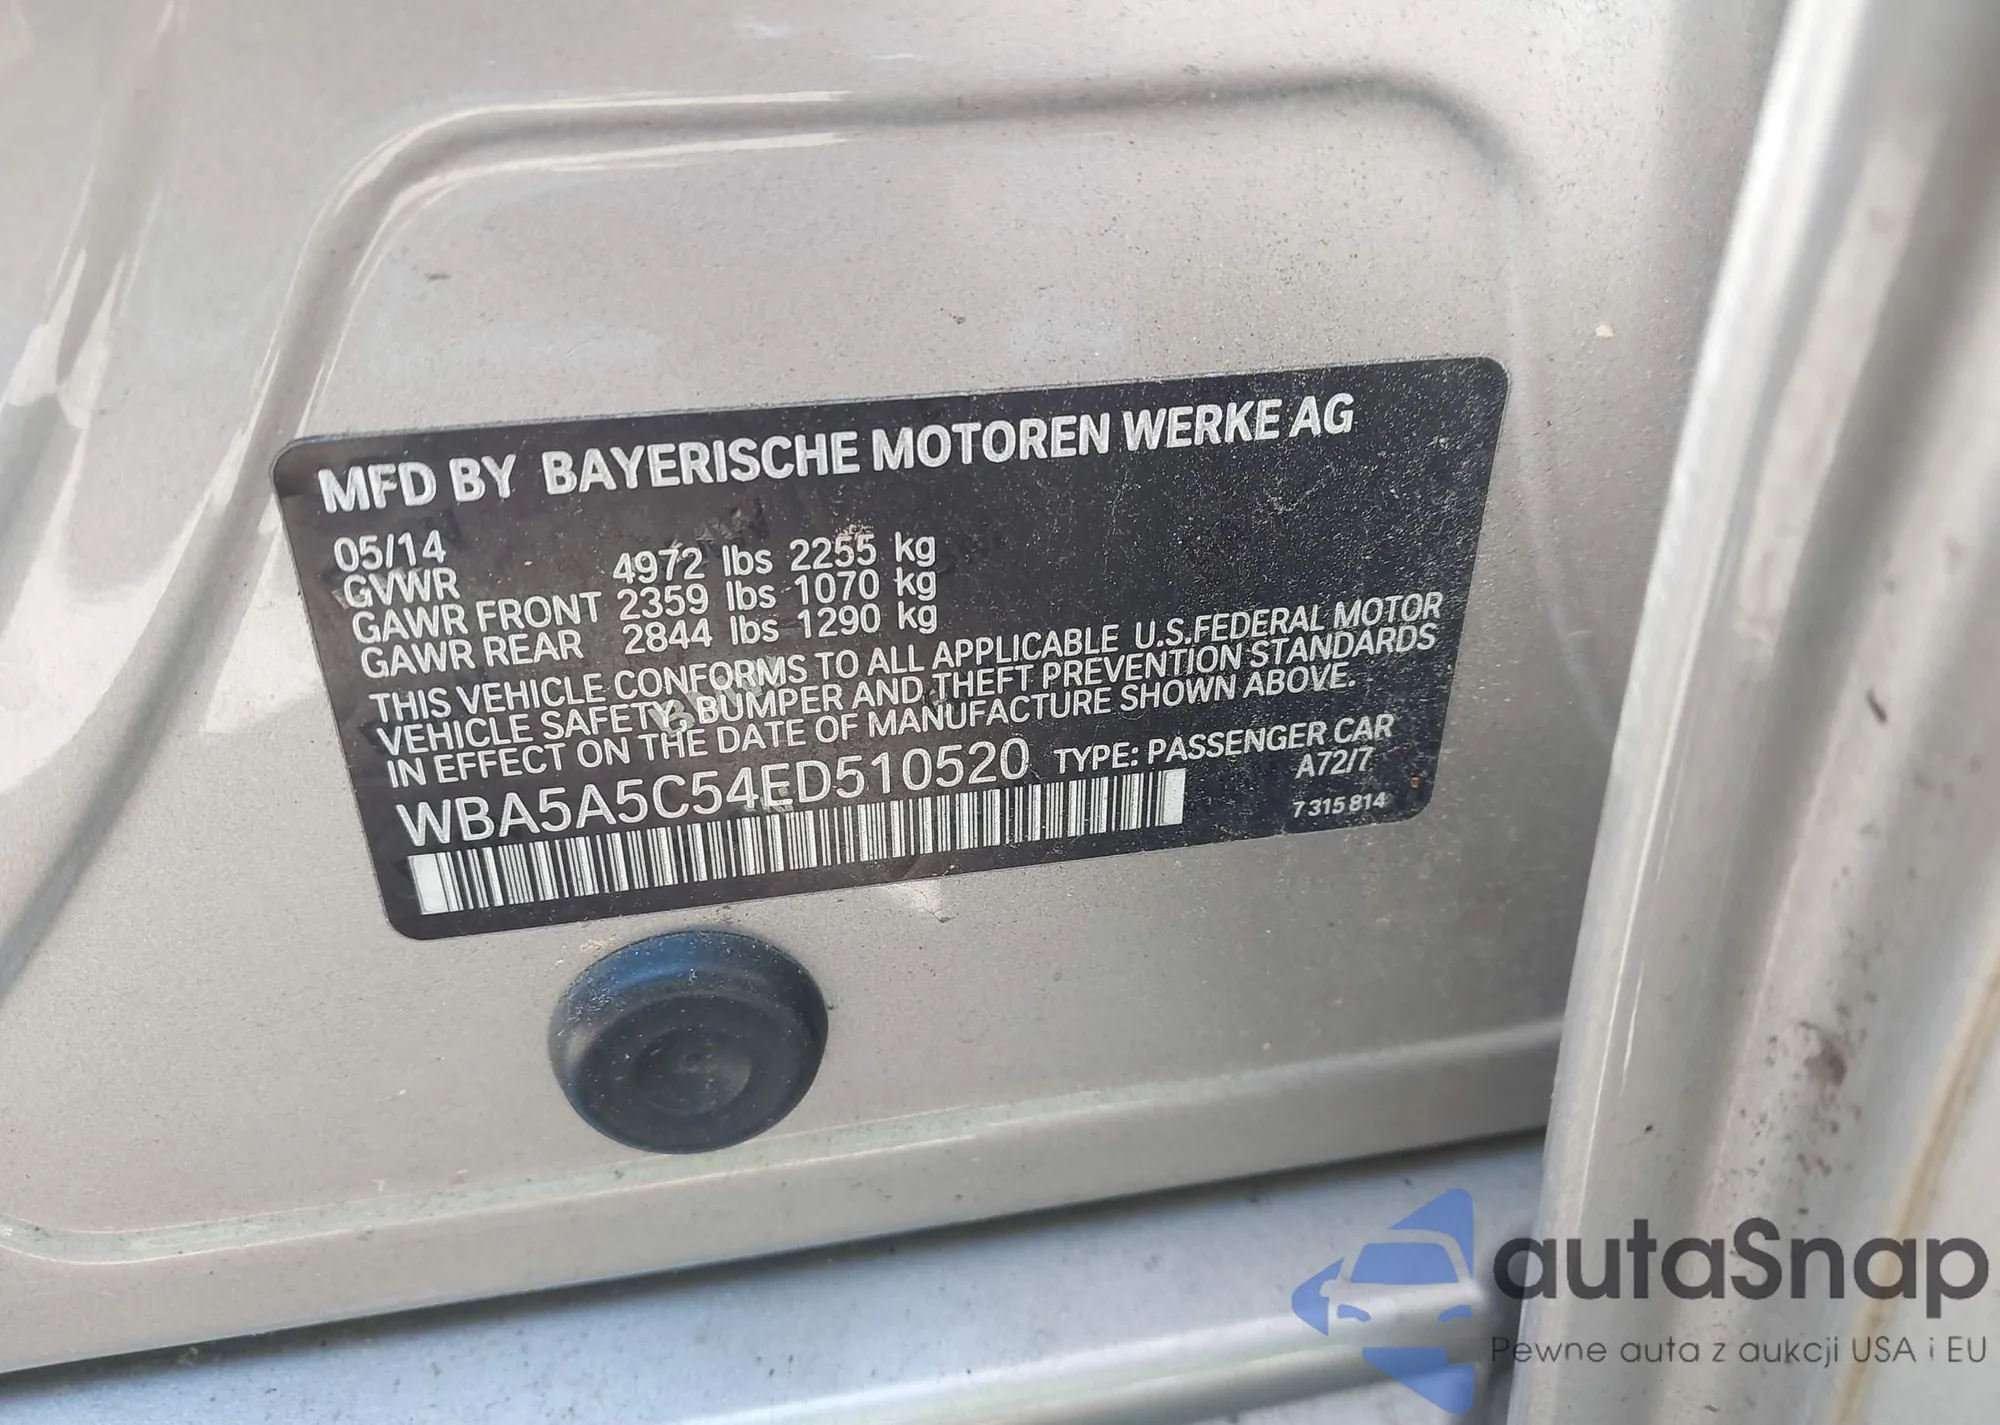 MFD BY BAYERISCHE MOTOREN WERKE AG
05/14
GVWR 4972 lbs 2255 kg
GAWR FRONT 2359 lbs 1070 kg
GAWR REAR 2844 lbs 1290 kg
THIS VEHICLE CONFORMS TO ALL APPLICABLE U.S.FEDERAL MOTOR
VEHICLE SAFETY, BUMPER AND THEFT PREVENTION STANDARDS
IN EFFECT ON THE DATE OF MANUFACTURE SHOWN ABOVE.
WBA5A5C54ED510520 TYPE: PASSENGER CAR
A72/7
7 315 814
autaSnap
Pewne auta z aukcji USA i EU